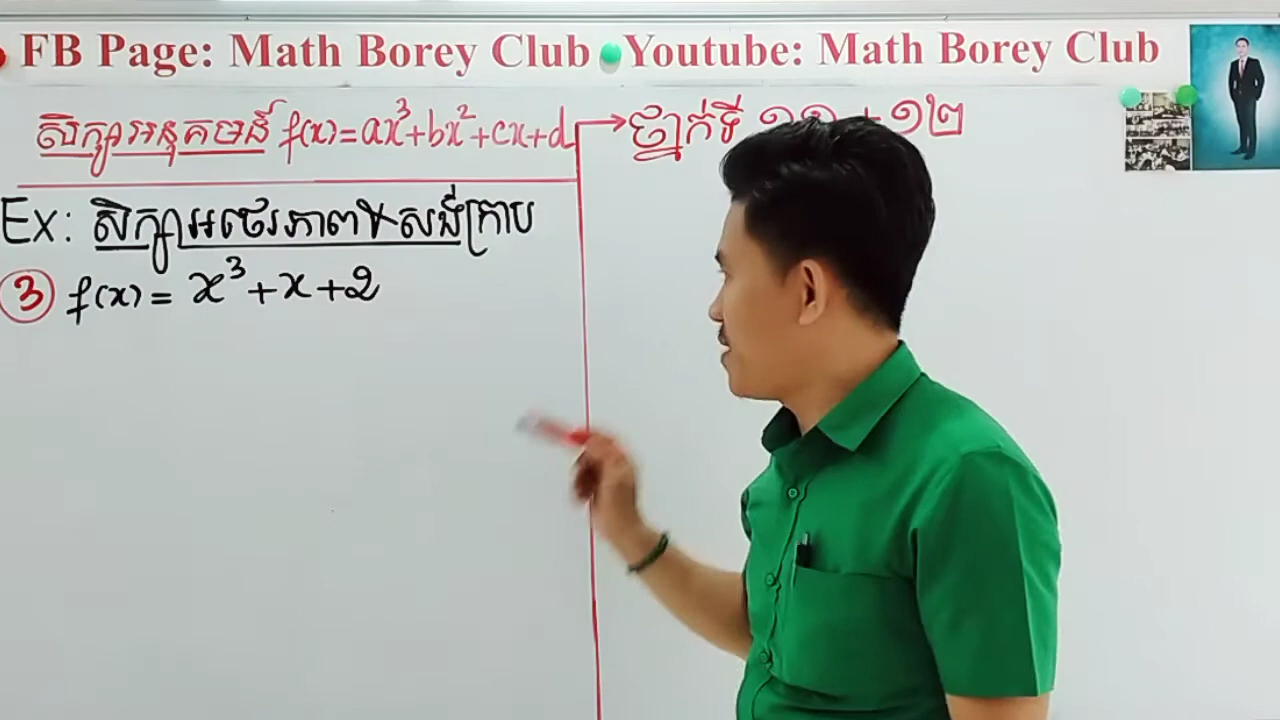 FB Page: Math Borey Club Youtube: Math Borey Club
សិក្សាអនុគមន៍ f(x)=ax³+bx²+cx+d → ថ្នាក់ទី ១១ +១២
Ex: សិក្សាអថេរភាព & សង់ក្រាប
③ f(x) = x³+x+2